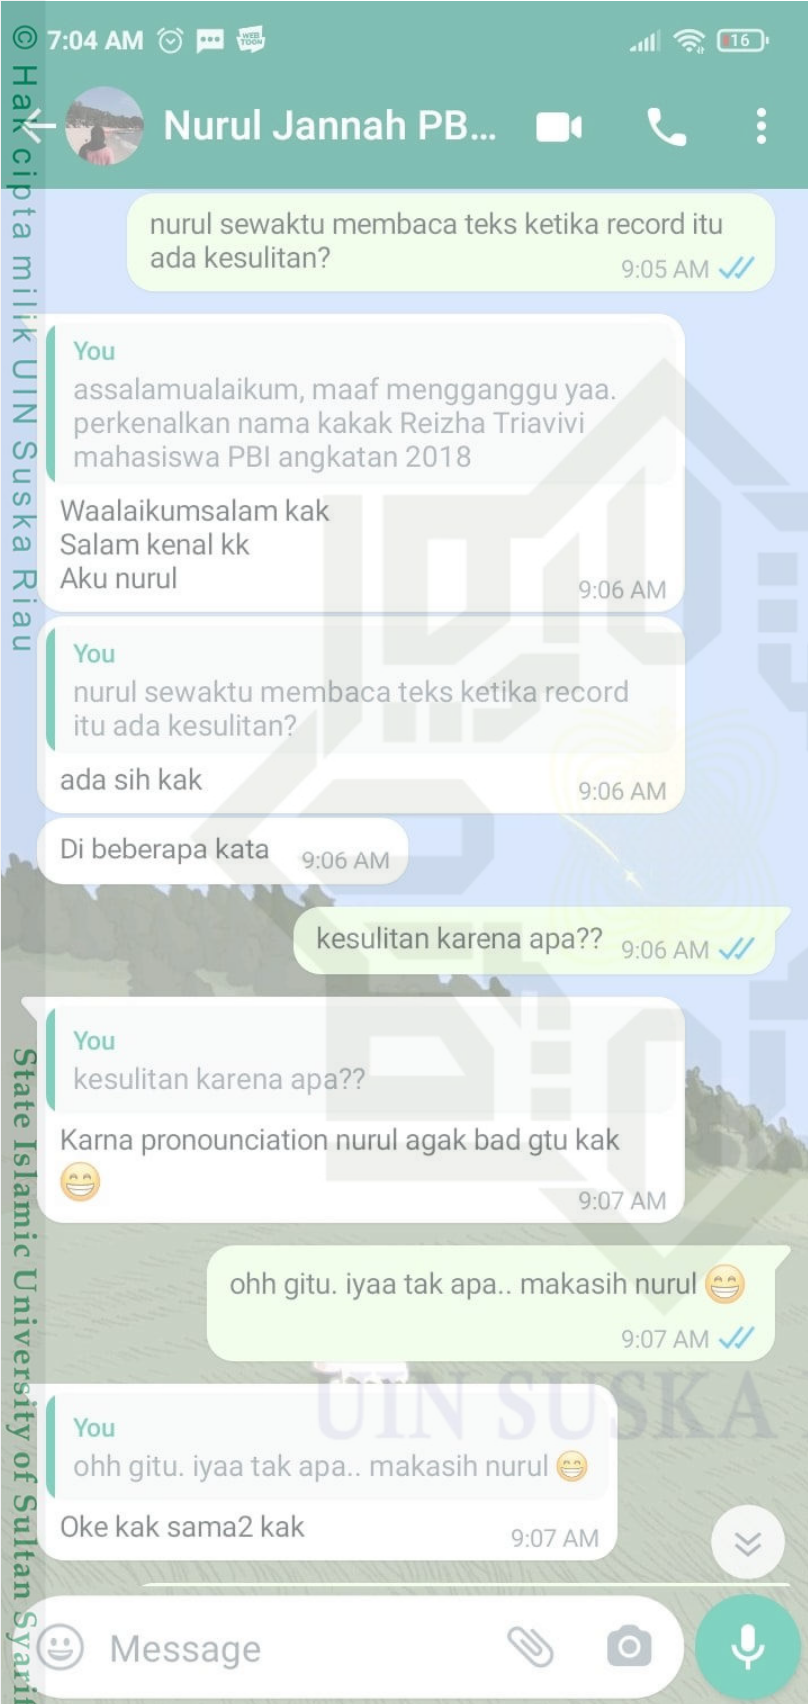 7:04 AM
WEB
TOON
16
Nurul Jannah PB...
nurul sewaktu membaca teks ketika record itu
ada kesulitan?
9:05 AM
You
assalamualaikum, maaf mengganggu yaa.
perkenalkan nama kakak Reizha Triavivi
mahasiswa PBI angkatan 2018
Waalaikumsalam kak
Salam kenal kk
Aku nurul
9:06 AM
You
nurul sewaktu membaca teks ketika record
itu ada kesulitan?
ada sih kak
9:06 AM
Di beberapa kata 9:06 AM
kesulitan karena apa?? 9:06 AM
You
kesulitan karena apa??
Karna pronounciation nurul agak bad gtu kak
😁
9:07 AM
ohh gitu. iyaa tak apa.. makasih nurul 😁
9:07 AM
You
ohh gitu. iyaa tak apa.. makasih nurul 😁
Oke kak sama2 kak
9:07 AM
Message
© Hak cipta milik UIN Suska Riau
State Islamic University of Sultan Syarif
UIN SUSKA